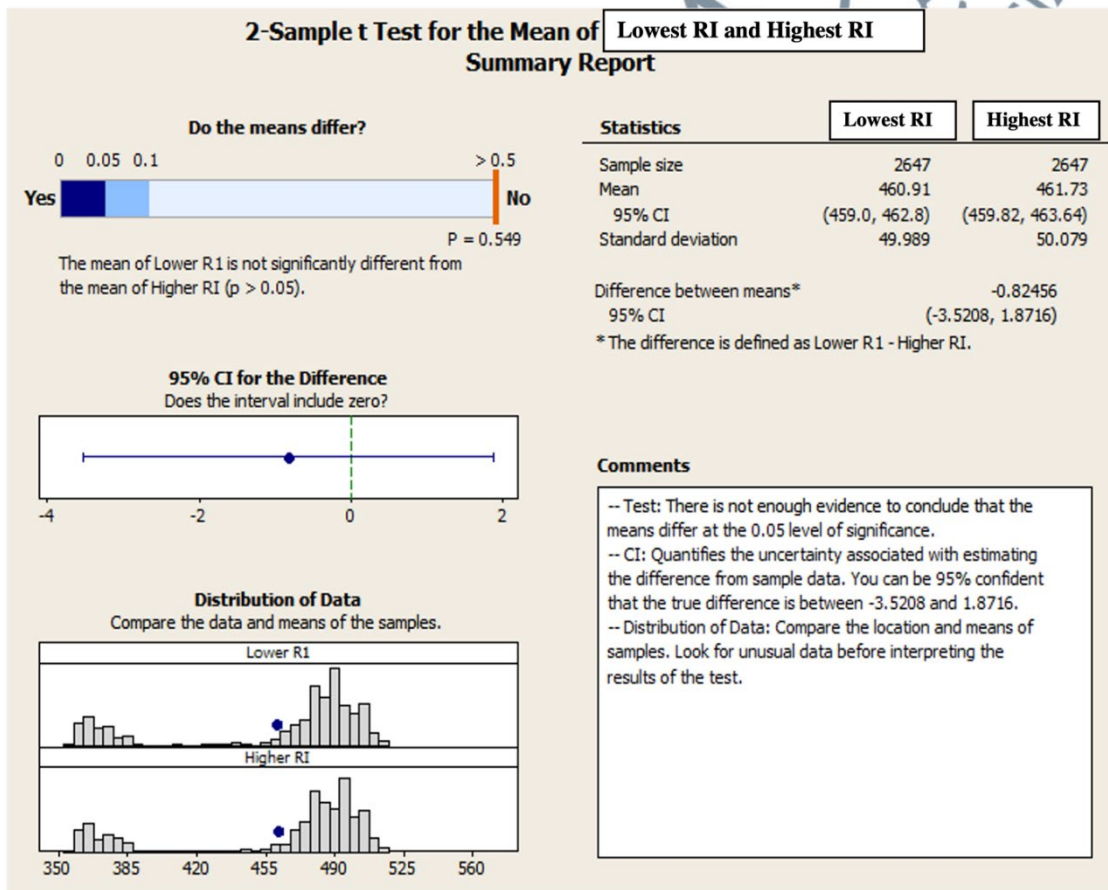 2-Sample t Test for the Mean of Lowest RI and Highest RI
Summary Report
Do the means differ?
0 0.05 0.1 > 0.5
Yes No
P = 0.549
The mean of Lower R1 is not significantly different from
the mean of Higher RI (p > 0.05).
Statistics Lowest RI Highest RI
Sample size 2647 2647
Mean 460.91 461.73
95% CI (459.0, 462.8) (459.82, 463.64)
Standard deviation 49.989 50.079
Difference between means* -0.82456
95% CI (-3.5208, 1.8716)
* The difference is defined as Lower R1 - Higher RI.
95% CI for the Difference
Does the interval include zero?
-4 -2 0 2
Comments
-- Test: There is not enough evidence to conclude that the
means differ at the 0.05 level of significance.
-- CI: Quantifies the uncertainty associated with estimating
the difference from sample data. You can be 95% confident
that the true difference is between -3.5208 and 1.8716.
-- Distribution of Data: Compare the location and means of
samples. Look for unusual data before interpreting the
results of the test.
Distribution of Data
Compare the data and means of the samples.
Lower R1
Higher RI
350 385 420 455 490 525 560